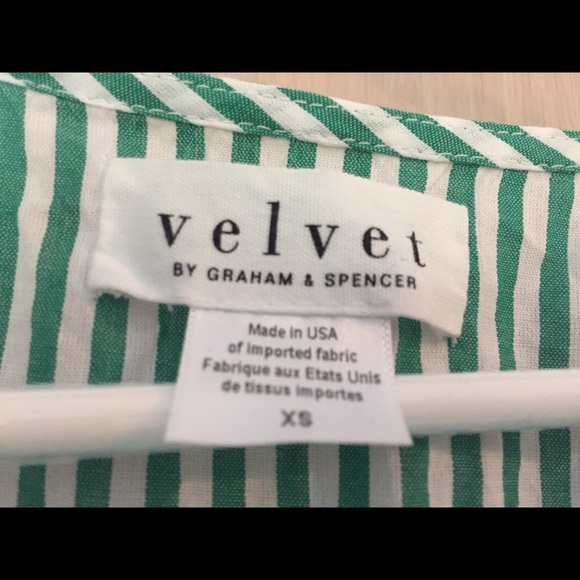 velvet
BY GRAHAM & SPENCER
Made in USA
of imported fabric
Fabrique aux Etats Unis
de tissus importes
XS